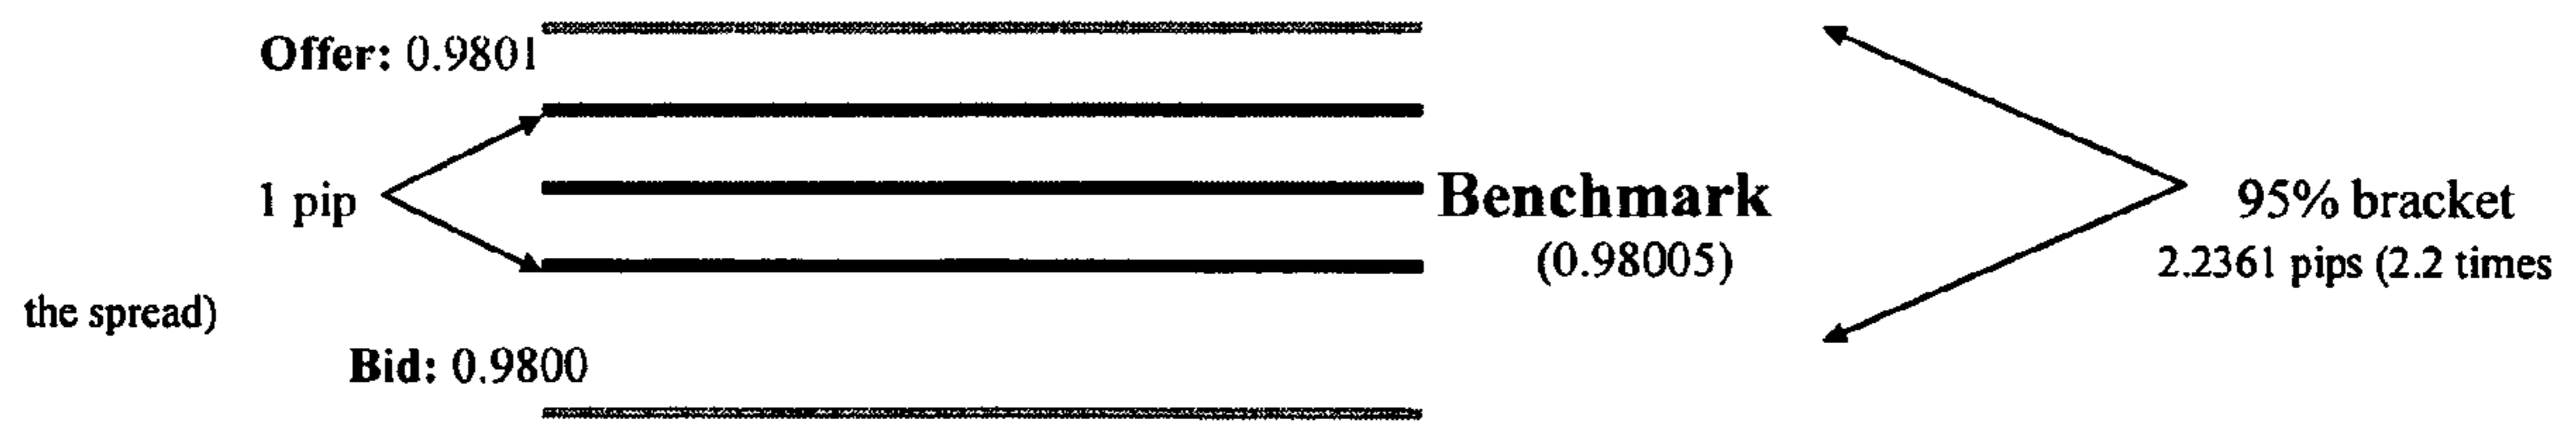 Offer: 0.9801
1 pip
Benchmark
(0.98005)
95% bracket
2.2361 pips (2.2 times
the spread)
Bid: 0.9800